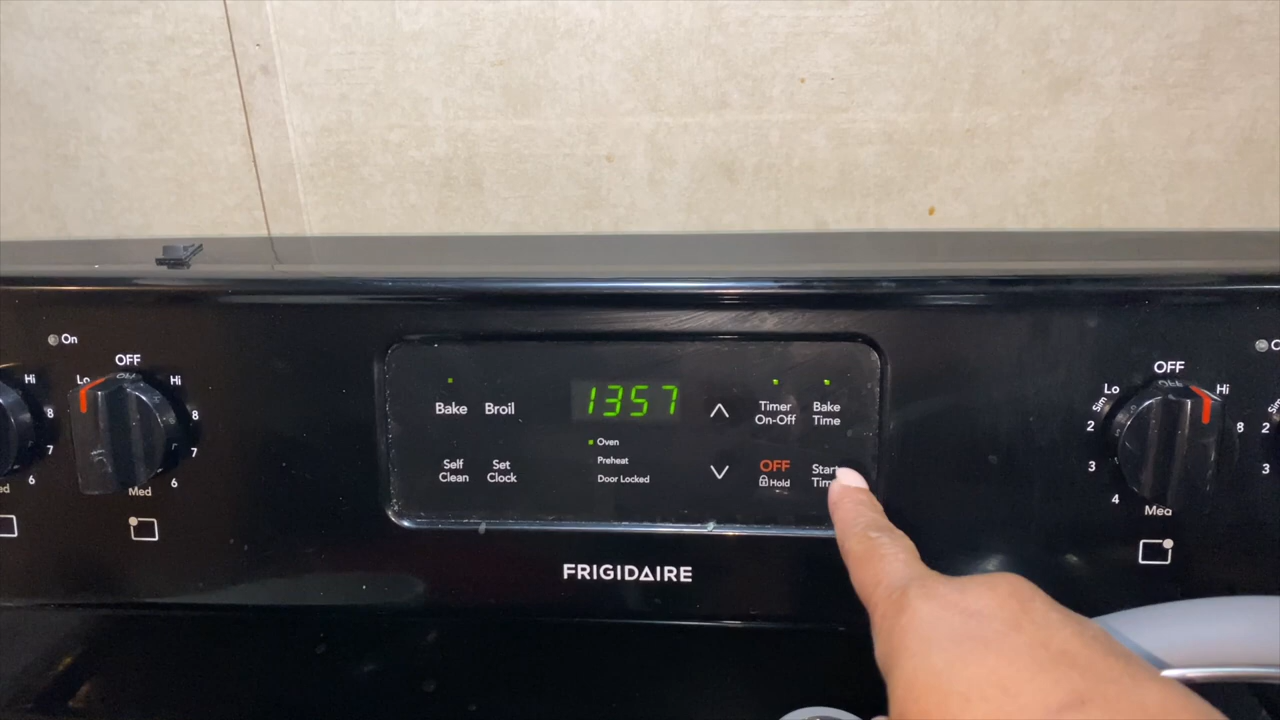 On
OFF
Lo
Hi
Hi
8
8
7
7
6
6
ed
Med
Bake
Broil
1357
Timer
On-Off
Bake
Time
Oven
Preheat
Door Locked
Self
Clean
Set
Clock
OFF
Hold
Start
FRIGIDAIRE
OFF
Lo
Hi
Sim
2
8
3
7
4
Med
2
3